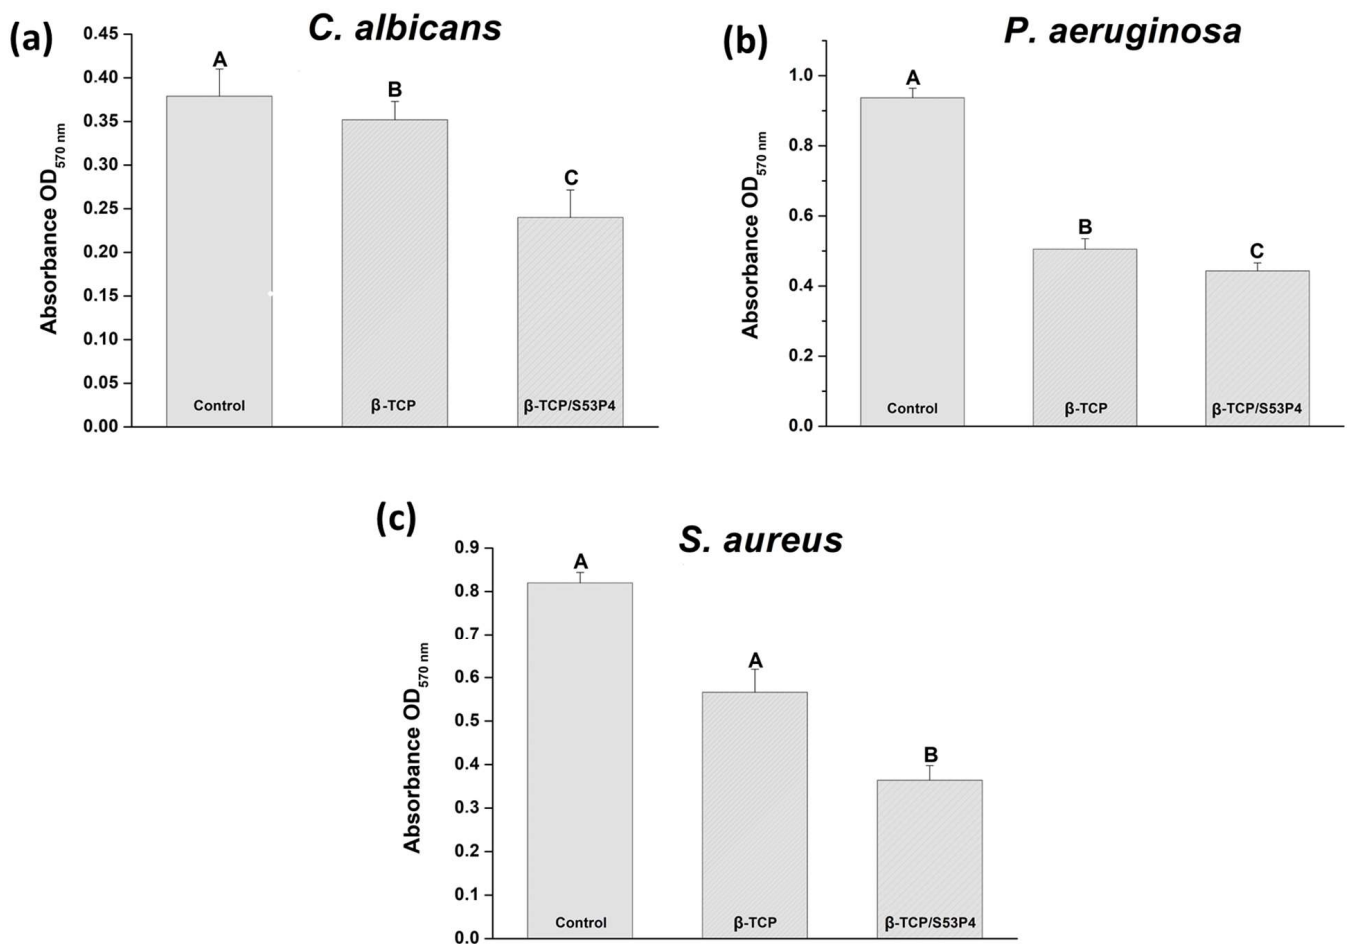 (a)
C. albicans
0.45
0.40
0.35
0.30
0.25
0.20
0.15
0.10
0.05
0.00
Absorbance OD570 nm
A
B
C
Control
β-TCP
β-TCP/S53P4
(b)
P. aeruginosa
1.0
0.8
0.6
0.4
0.2
0.0
Absorbance OD570 nm
A
B
C
Control
β-TCP
β-TCP/S53P4
(c)
S. aureus
0.9
0.8
0.7
0.6
0.5
0.4
0.3
0.2
0.1
0.0
Absorbance OD570 nm
A
A
B
Control
β-TCP
β-TCP/S53P4